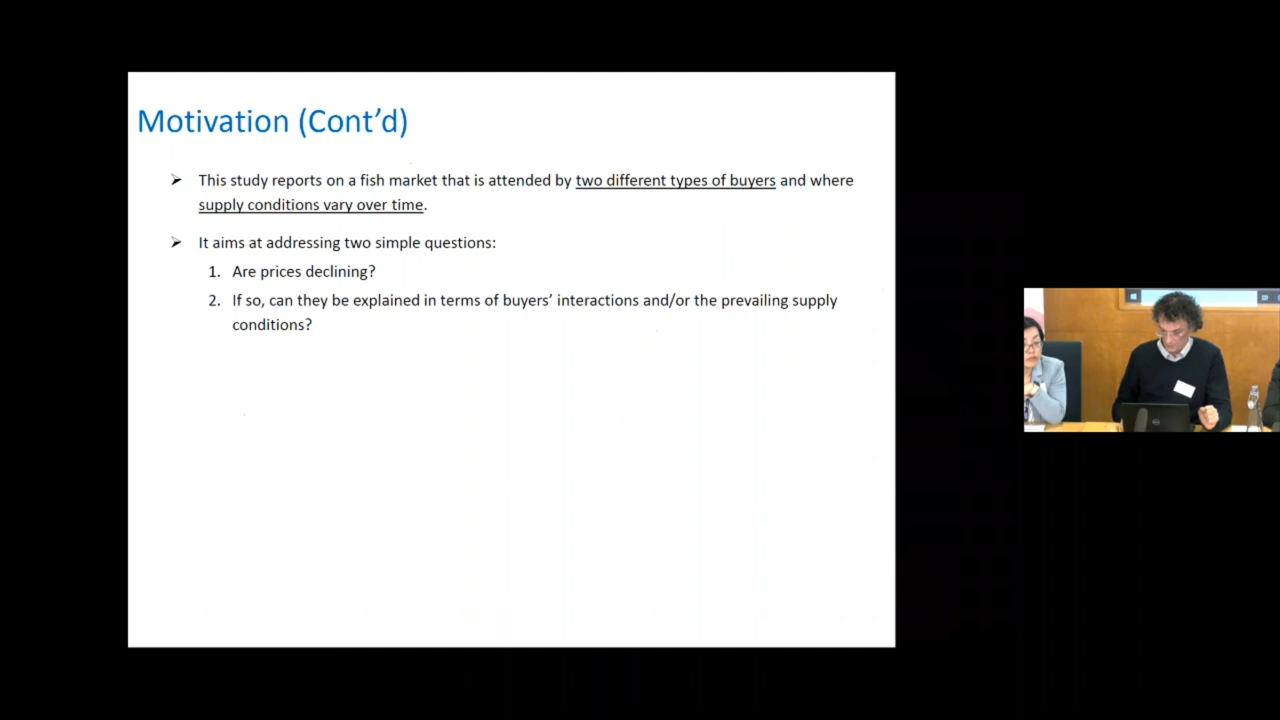 Motivation (Cont’d)
➢ This study reports on a fish market that is attended by two different types of buyers and where
supply conditions vary over time.
➢ It aims at addressing two simple questions:
1. Are prices declining?
2. If so, can they be explained in terms of buyers’ interactions and/or the prevailing supply
conditions?